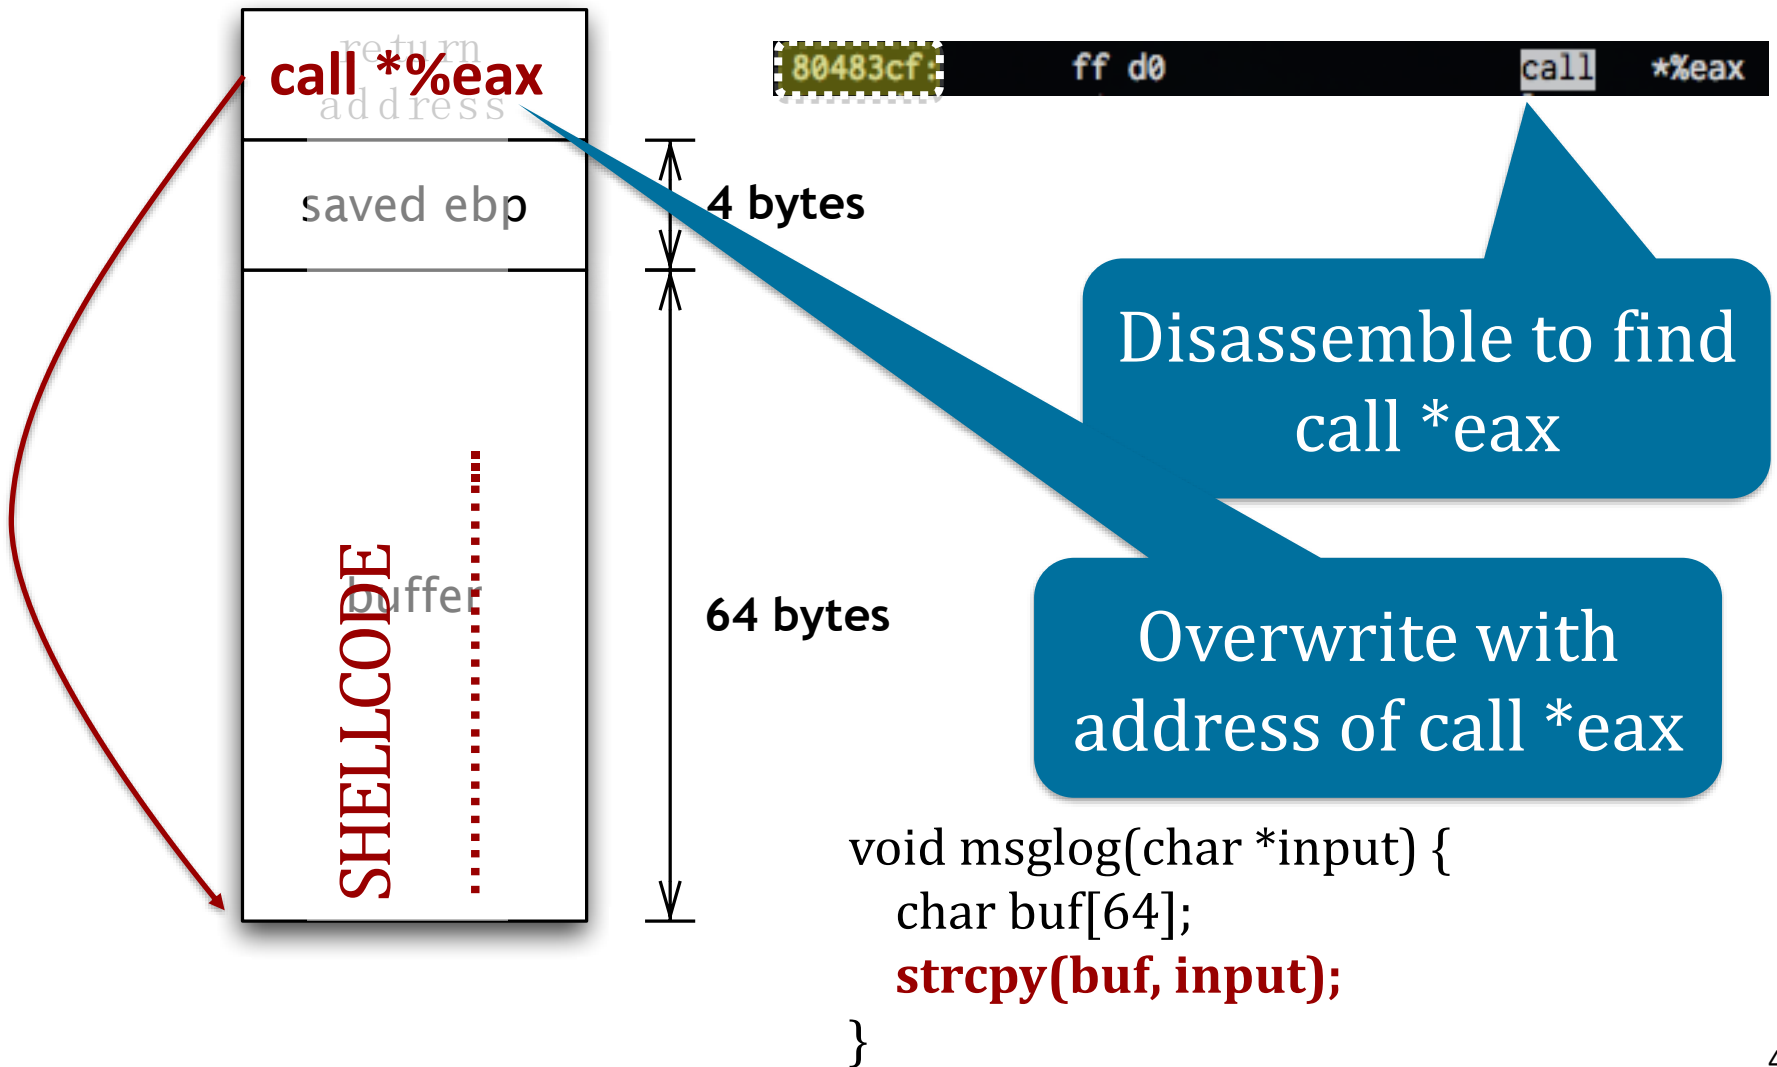 return
address
call *%eax
80483cf: ff d0 call *%eax
saved ebp
4 bytes
Disassemble to find
call *eax
buffer
SHELLCODE
64 bytes
Overwrite with
address of call *eax
void msglog(char *input) {
char buf[64];
strcpy(buf, input);
}